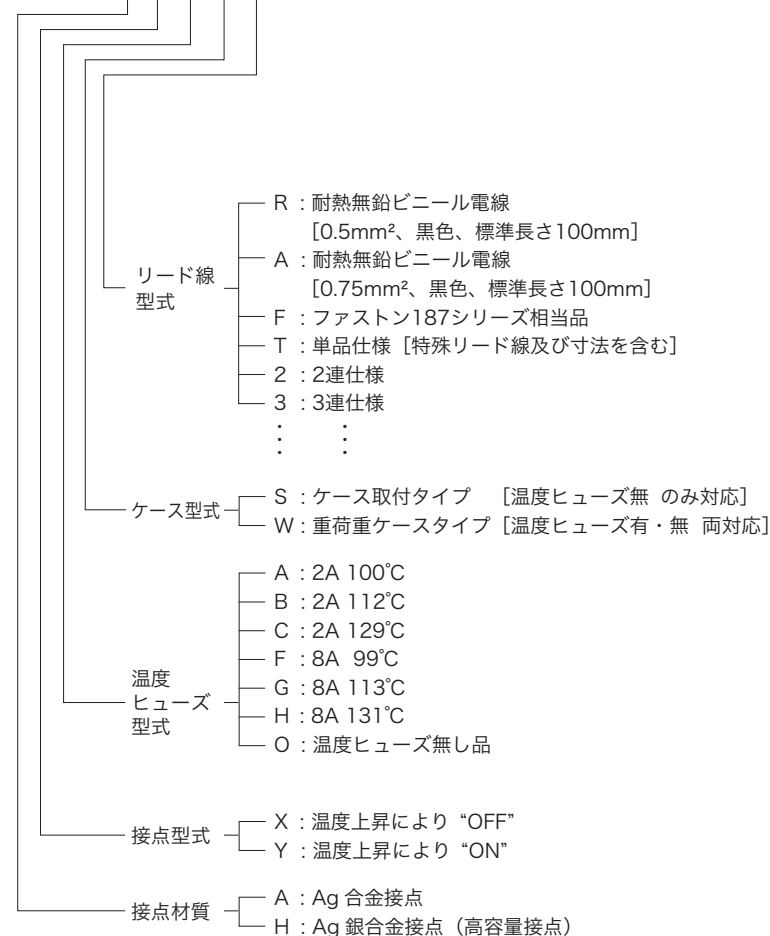 R : 耐熱無鉛ビニール電線
[0.5mm²、黒色、標準長さ100mm]
A : 耐熱無鉛ビニール電線
[0.75mm²、黒色、標準長さ100mm]
リード線
型式
F : ファストン187シリーズ相当品
T : 単品仕様［特殊リード線及び寸法を含む］
2 : 2連仕様
3 : 3連仕様
ケース型式
S : ケース取付タイプ ［温度ヒューズ無 のみ対応］
W : 重荷重ケースタイプ［温度ヒューズ有・無 両対応］
A : 2A 100℃
B : 2A 112℃
C : 2A 129℃
F : 8A 99℃
温度
ヒューズ
型式
G : 8A 113℃
H : 8A 131℃
O : 温度ヒューズ無し品
接点型式
X : 温度上昇により “OFF”
Y : 温度上昇により “ON”
接点材質
A : Ag 合金接点
H : Ag 銀合金接点（高容量接点）